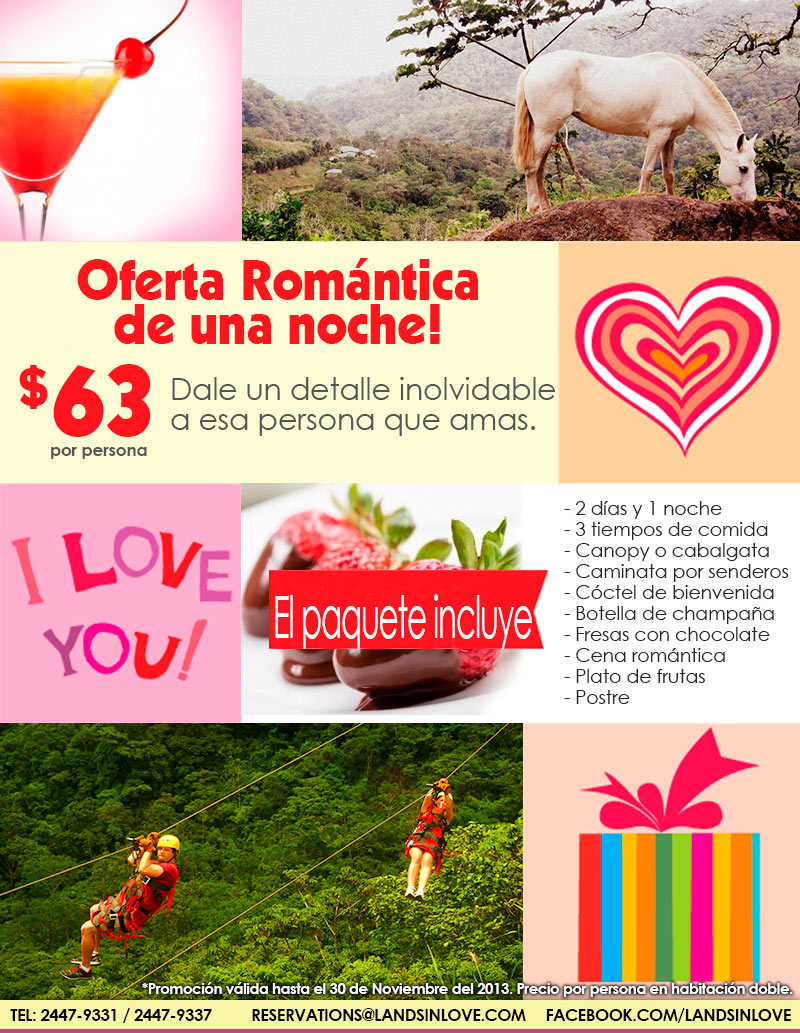 Oferta Romántica
de una noche!
$63
por persona
Dale un detalle inolvidable
a esa persona que amas.
I LOVE
YOU!
El paquete incluye
- 2 días y 1 noche
- 3 tiempos de comida
- Canopy o cabalgata
- Caminata por senderos
- Cóctel de bienvenida
- Botella de champaña
- Fresas con chocolate
- Cena romántica
- Plato de frutas
- Postre
*Promoción válida hasta el 30 de Noviembre del 2013. Precio por persona en habitación doble.
TEL: 2447-9331 / 2447-9337 RESERVATIONS@LANDSINLOVE.COM FACEBOOK.COM/LANDSINLOVE